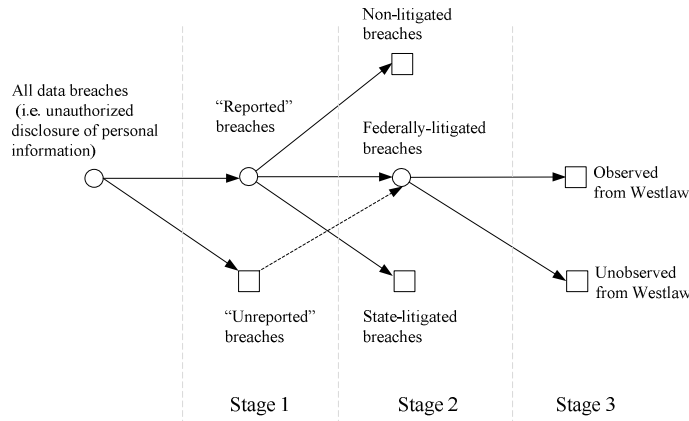 Non-litigated
breaches
All data breaches
(i.e. unauthorized
disclosure of personal
information)
“Reported”
breaches
Federally-litigated
breaches
Observed
from Westlaw
Unobserved
from Westlaw
“Unreported”
breaches
State-litigated
breaches
Stage 1
Stage 2
Stage 3